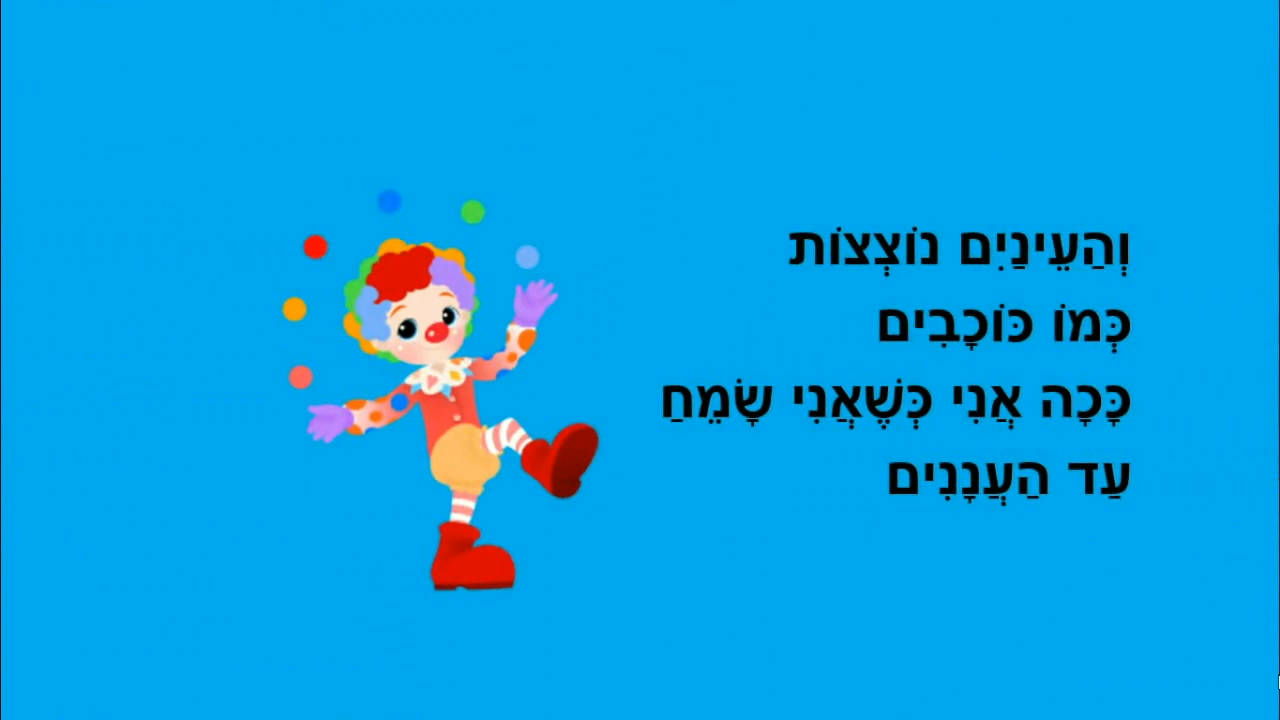 וְהַעֵינַיִם נוֹצְצוֹת
כְּמוֹ כּוֹכָבִים
כָּכָה אֲנִי כְּשֶׁאֲנִי שָׂמֵחַ
עַד הַעֲנָנִים